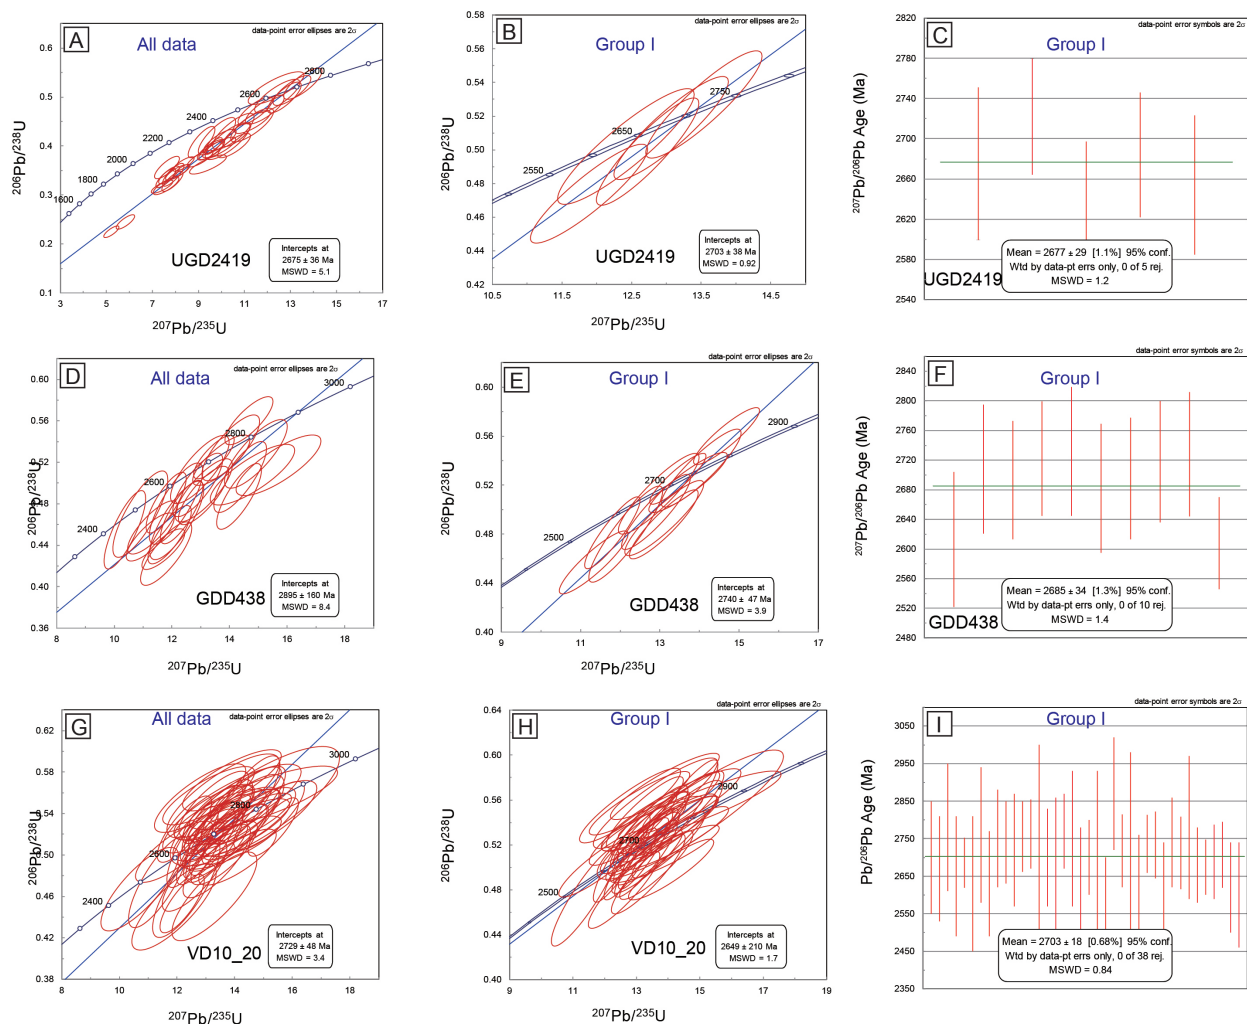 A
All data
data-point error ellipses are 2σ
0.6
0.5
0.4
0.3
0.2
0.1
206Pb/238U
1600
1800
2000
2200
2400
2600
2800
UGD2419
Intercepts at
2675 ± 36 Ma
MSWD = 5.1
3 5 7 9 11 13 15 17
207Pb/235U
B
Group I
data-point error ellipses are 2σ
0.58
0.56
0.54
0.52
0.50
0.48
0.46
0.44
0.42
206Pb/238U
2550
2650
2750
UGD2419
Intercepts at
2703 ± 38 Ma
MSWD = 0.92
10.5 11.5 12.5 13.5 14.5
207Pb/235U
C
Group I
data-point error symbols are 2σ
2820
2780
2740
2700
2660
2620
2580
2540
207Pb/206Pb Age (Ma)
UGD2419
Mean = 2677 ± 29 [1.1%] 95% conf.
Wtd by data-pt errs only, 0 of 5 rej.
MSWD = 1.2
D
All data
data-point error ellipses are 2σ
0.60
0.56
0.52
0.48
0.44
0.40
0.36
206Pb/238U
2400
2600
2800
3000
GDD438
Intercepts at
2895 ± 160 Ma
MSWD = 8.4
8 10 12 14 16 18
207Pb/235U
E
Group I
data-point error ellipses are 2σ
0.60
0.56
0.52
0.48
0.44
0.40
206Pb/238U
2500
2700
2900
GDD438
Intercepts at
2740 ± 47 Ma
MSWD = 3.9
9 11 13 15 17
207Pb/235U
F
Group I
data-point error symbols are 2σ
2840
2800
2760
2720
2680
2640
2600
2560
2520
2480
207Pb/206Pb Age (Ma)
GDD438
Mean = 2685 ± 34 [1.3%] 95% conf.
Wtd by data-pt errs only, 0 of 10 rej.
MSWD = 1.4
G
All data
data-point error ellipses are 2σ
0.62
0.58
0.54
0.50
0.46
0.42
0.38
206Pb/238U
2400
2600
2800
3000
VD10_20
Intercepts at
2729 ± 48 Ma
MSWD = 3.4
8 10 12 14 16 18
207Pb/235U
H
Group I
data-point error ellipses are 2σ
0.64
0.60
0.56
0.52
0.48
0.44
0.40
206Pb/238U
2500
2700
2900
VD10_20
Intercepts at
2649 ± 210 Ma
MSWD = 1.7
9 11 13 15 17 19
207Pb/235U
I
Group I
data-point error symbols are 2σ
3050
2950
2850
2750
2650
2550
2450
2350
Pb/206Pb Age (Ma)
Mean = 2703 ± 18 [0.68%] 95% conf.
Wtd by data-pt errs only, 0 of 38 rej.
MSWD = 0.84